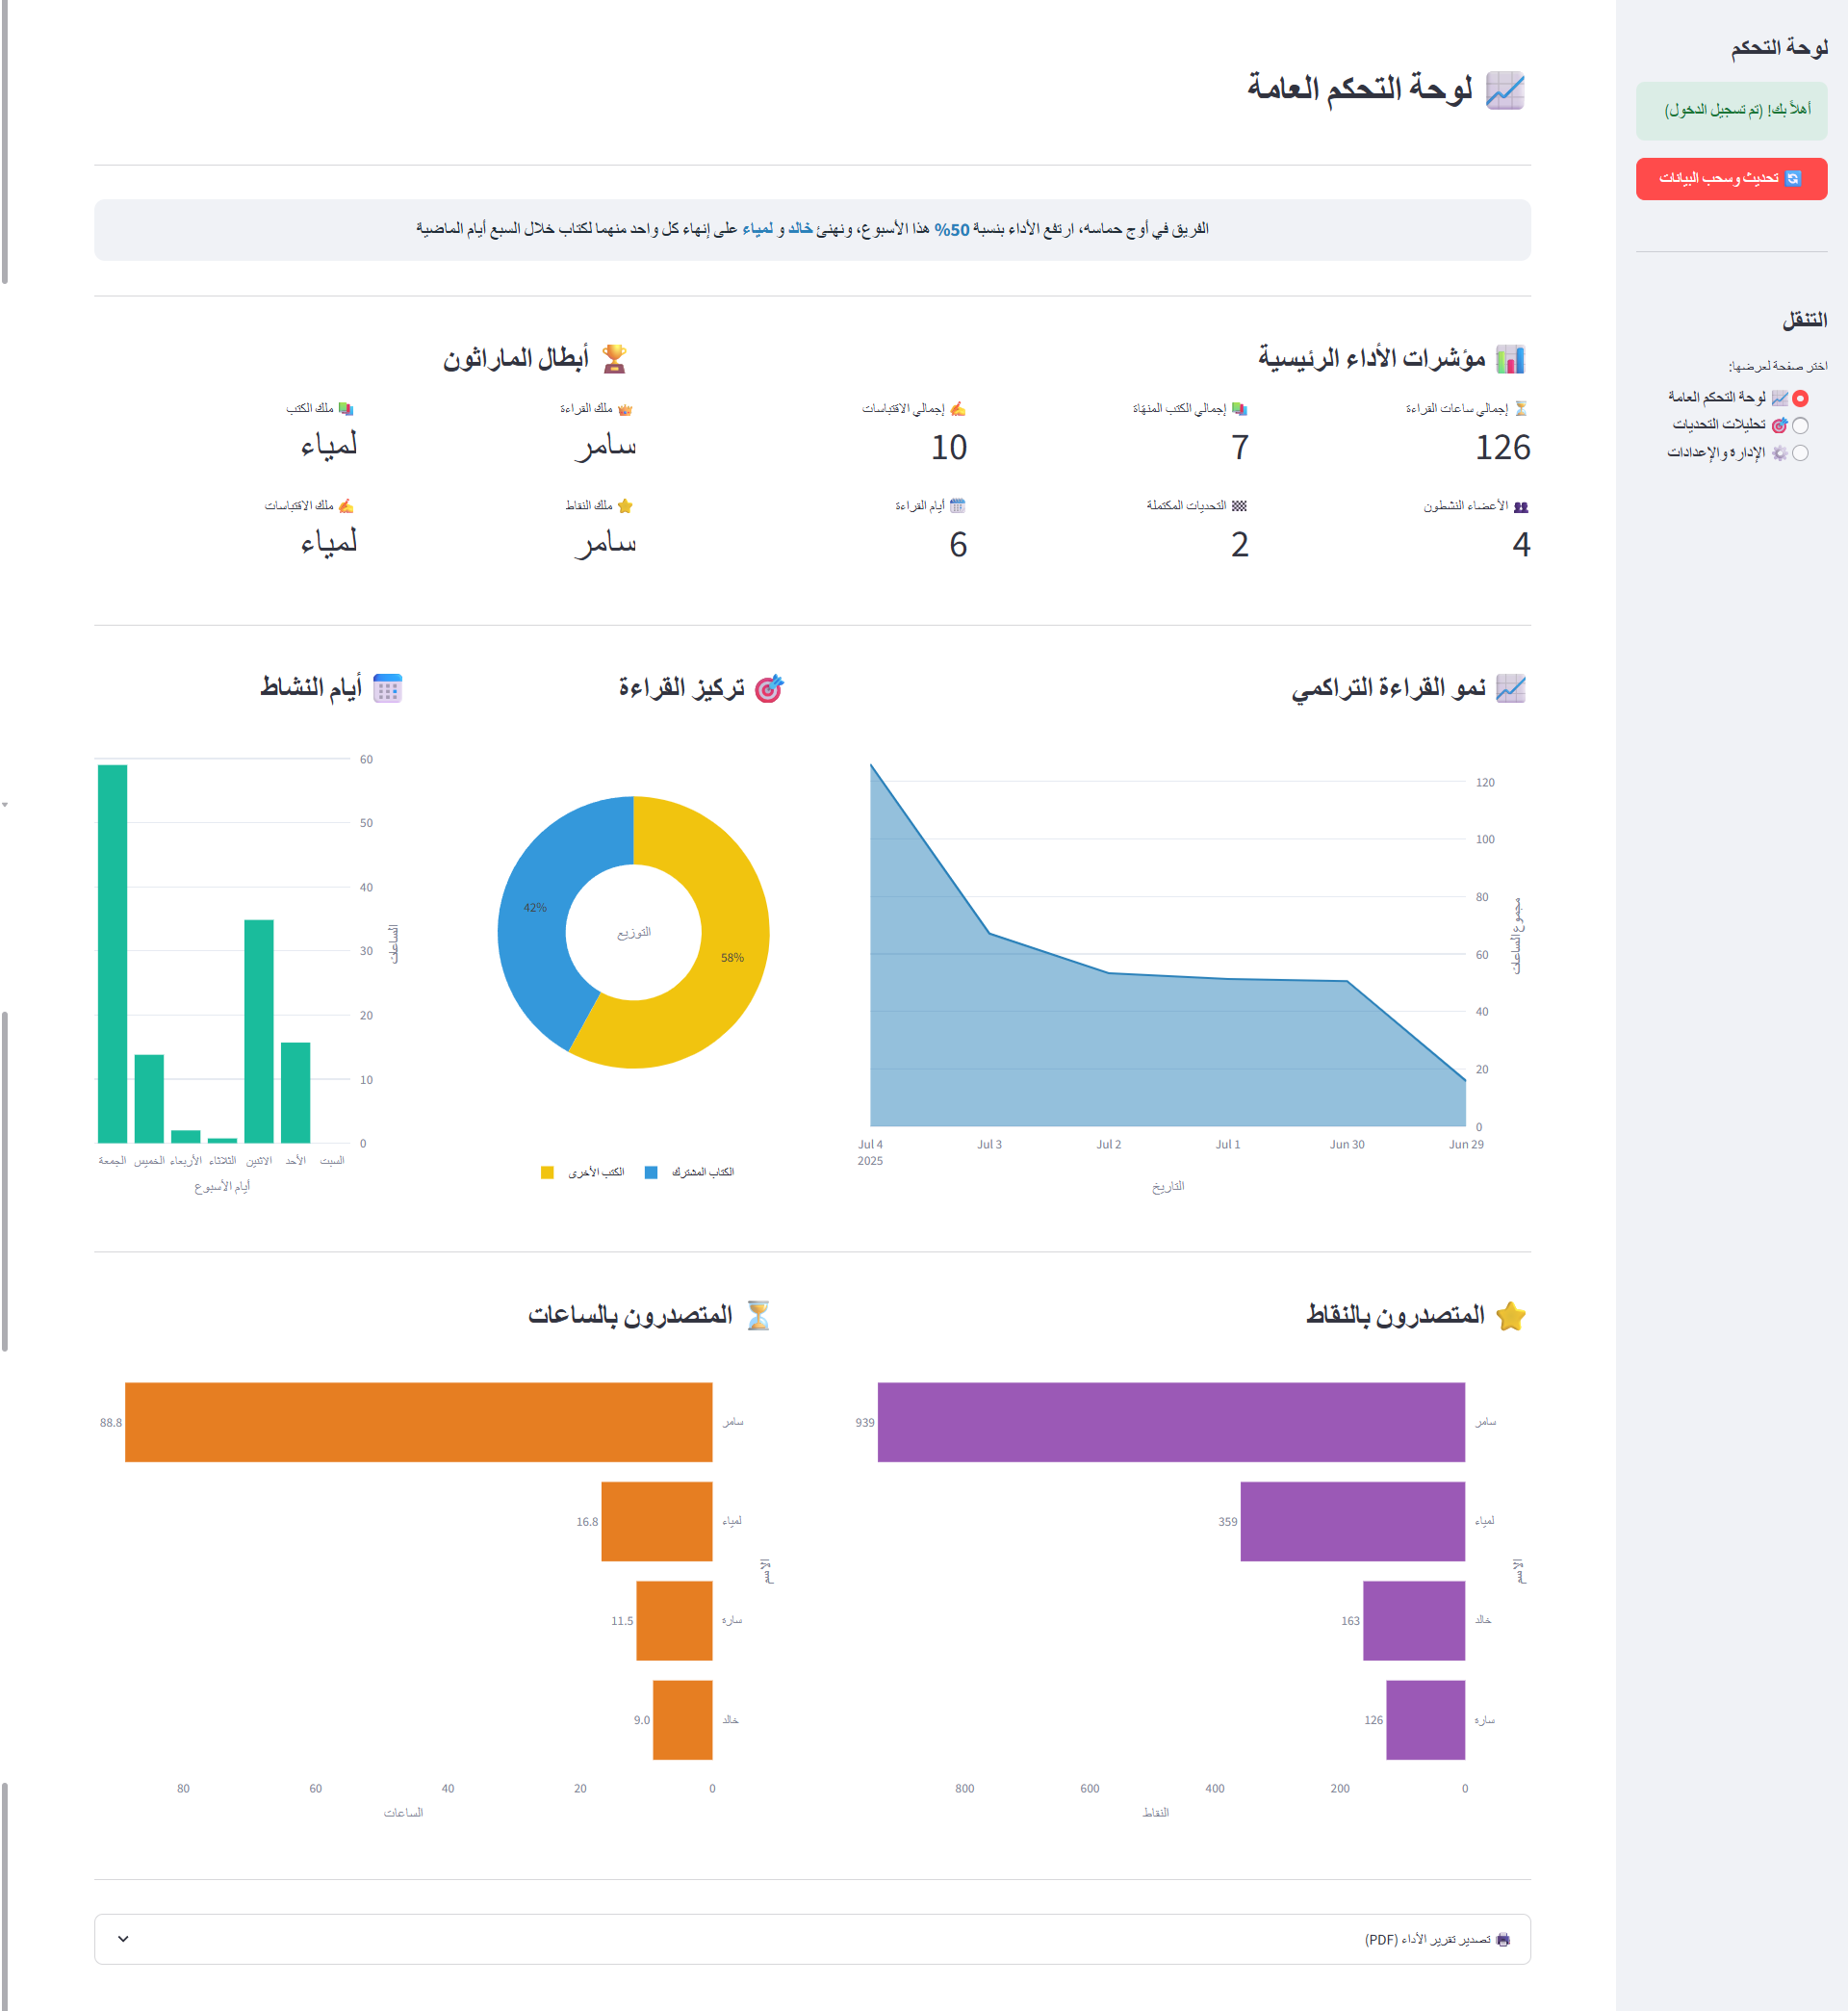 لوحة التحكم
أهلاً بك! (تم تسجيل الدخول)
تحديث وسحب البيانات
التنقل
اختر صفحة لعرضها:
لوحة التحكم العامة
تحليلات التحديات
الإدارة والإعدادات
لوحة التحكم العامة
الفريق في أوج حماسه، ارتفع الأداء بنسبة 50% هذا الأسبوع، ونهنئ خالد و لمياء على إنهاء كل واحد منهما لكتاب خلال السبع أيام الماضية
مؤشرات الأداء الرئيسية
إجمالي ساعات القراءة
126
إجمالي الكتب المنهاة
7
إجمالي الاقتباسات
10
الأعضاء النشطون
4
التحديات المكتملة
2
أيام القراءة
6
أبطال الماراثون
ملك القراءة
سامر
ملك الكتب
لمياء
ملك النقاط
سامر
ملك الاقتباسات
لمياء
نمو القراءة التراكمي
120
100
80
60
40
20
0
مجموع الساعات
Jun 29
Jun 30
Jul 1
Jul 2
Jul 3
Jul 4
2025
التاريخ
تركيز القراءة
42%
58%
التوزيع
الكتاب المشترك
الكتب الأخرى
أيام النشاط
60
50
40
30
20
10
0
الساعات
السبت
الأحد
الاثنين
الثلاثاء
الأربعاء
الخميس
الجمعة
أيام الأسبوع
المتصدرون بالنقاط
سامر 939
لمياء 359
خالد 163
سارة 126
الاسم
0 200 400 600 800
النقاط
المتصدرون بالساعات
سامر 88.8
لمياء 16.8
سارة 11.5
خالد 9.0
الاسم
0 20 40 60 80
الساعات
تصدير تقرير الأداء (PDF)